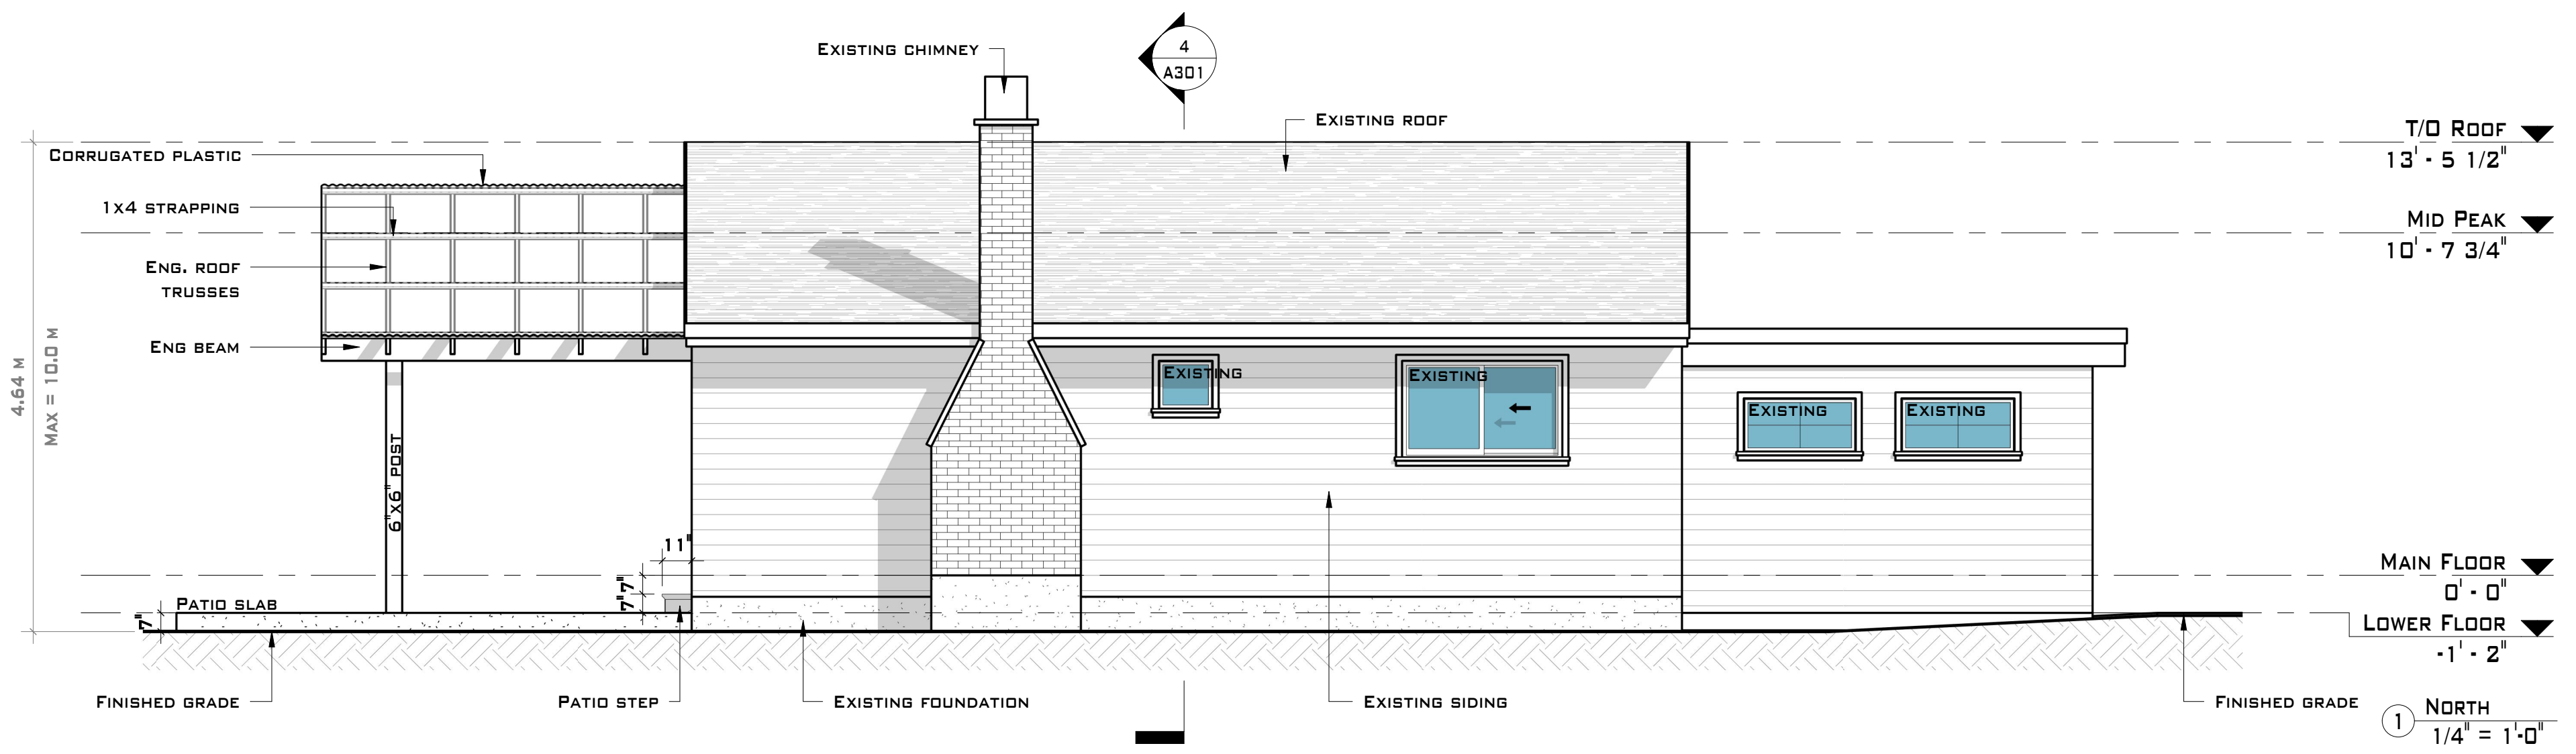 Existing chimney
4
A301
Existing roof
T/O Roof
13' - 5 1/2"
Corrugated plastic
1x4 strapping
Mid Peak
10' - 7 3/4"
Eng. roof
trusses
Eng beam
4.64 m
Max = 10.0 m
Existing
Existing
Existing
Existing
6"x6" post
11"
7"
7"
Main Floor
0' - 0"
Patio slab
7"
Lower Floor
-1' - 2"
Finished grade
Patio step
Existing foundation
Existing siding
Finished grade
1
North
1/4" = 1'-0"